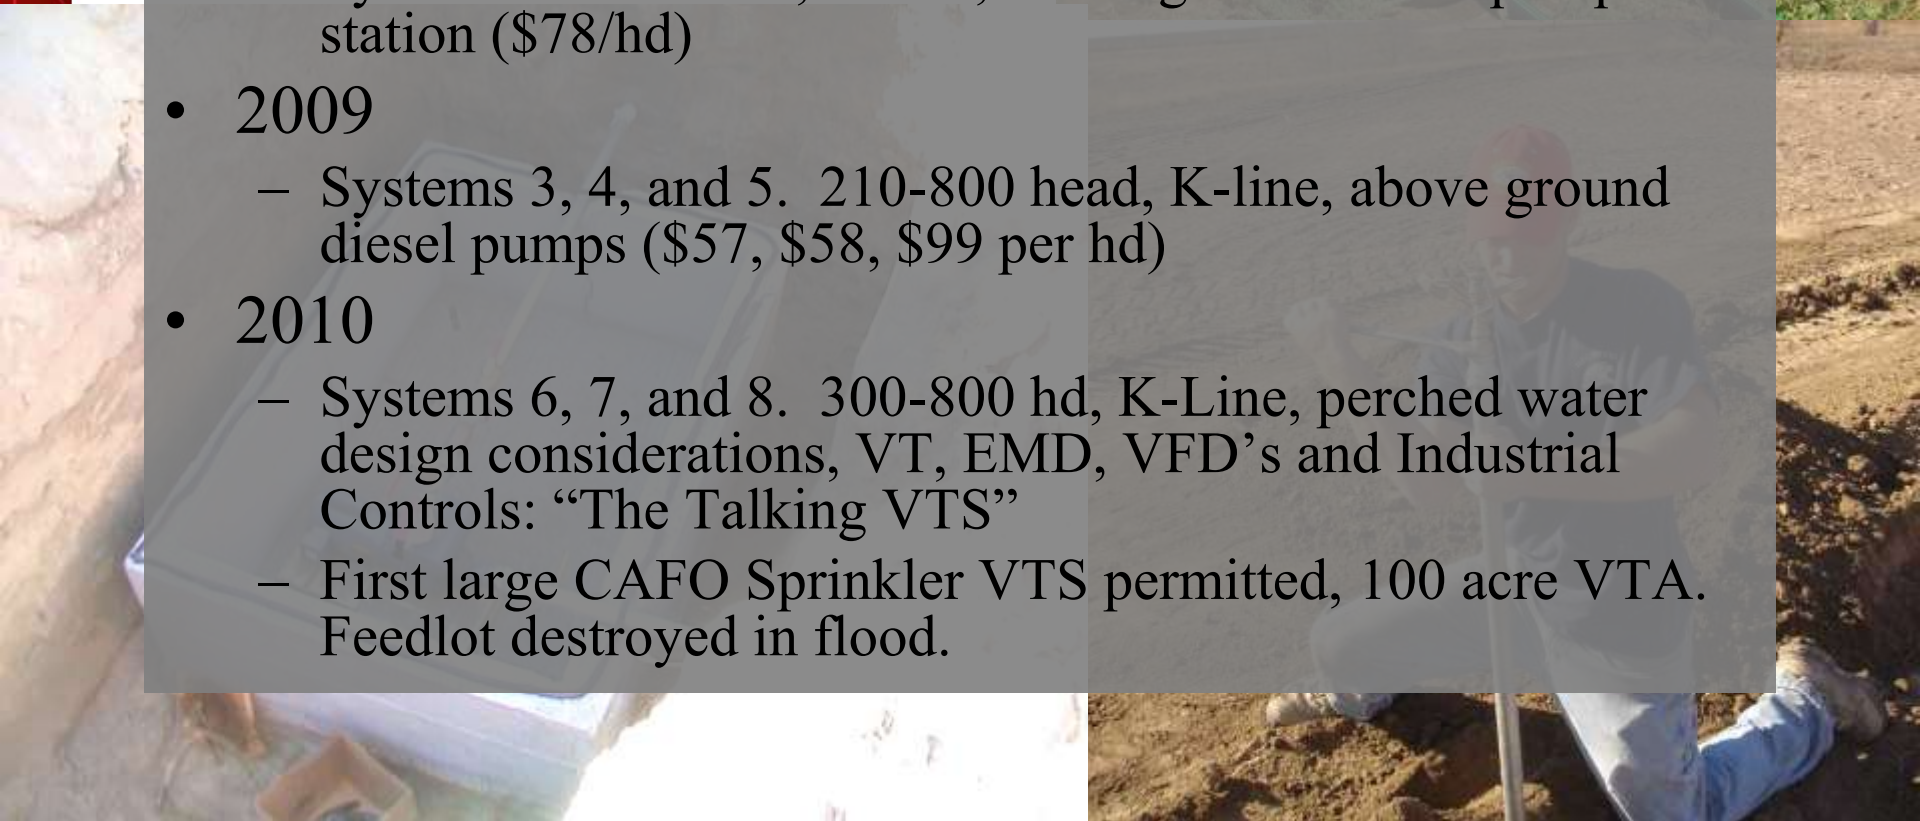 station ($78/hd)
• 2009
– Systems 3, 4, and 5.  210-800 head, K-line, above ground
diesel pumps ($57, $58, $99 per hd)
• 2010
– Systems 6, 7, and 8.  300-800 hd, K-Line, perched water
design considerations, VT, EMD, VFD’s and Industrial
Controls: “The Talking VTS”
– First large CAFO Sprinkler VTS permitted, 100 acre VTA.
Feedlot destroyed in flood.